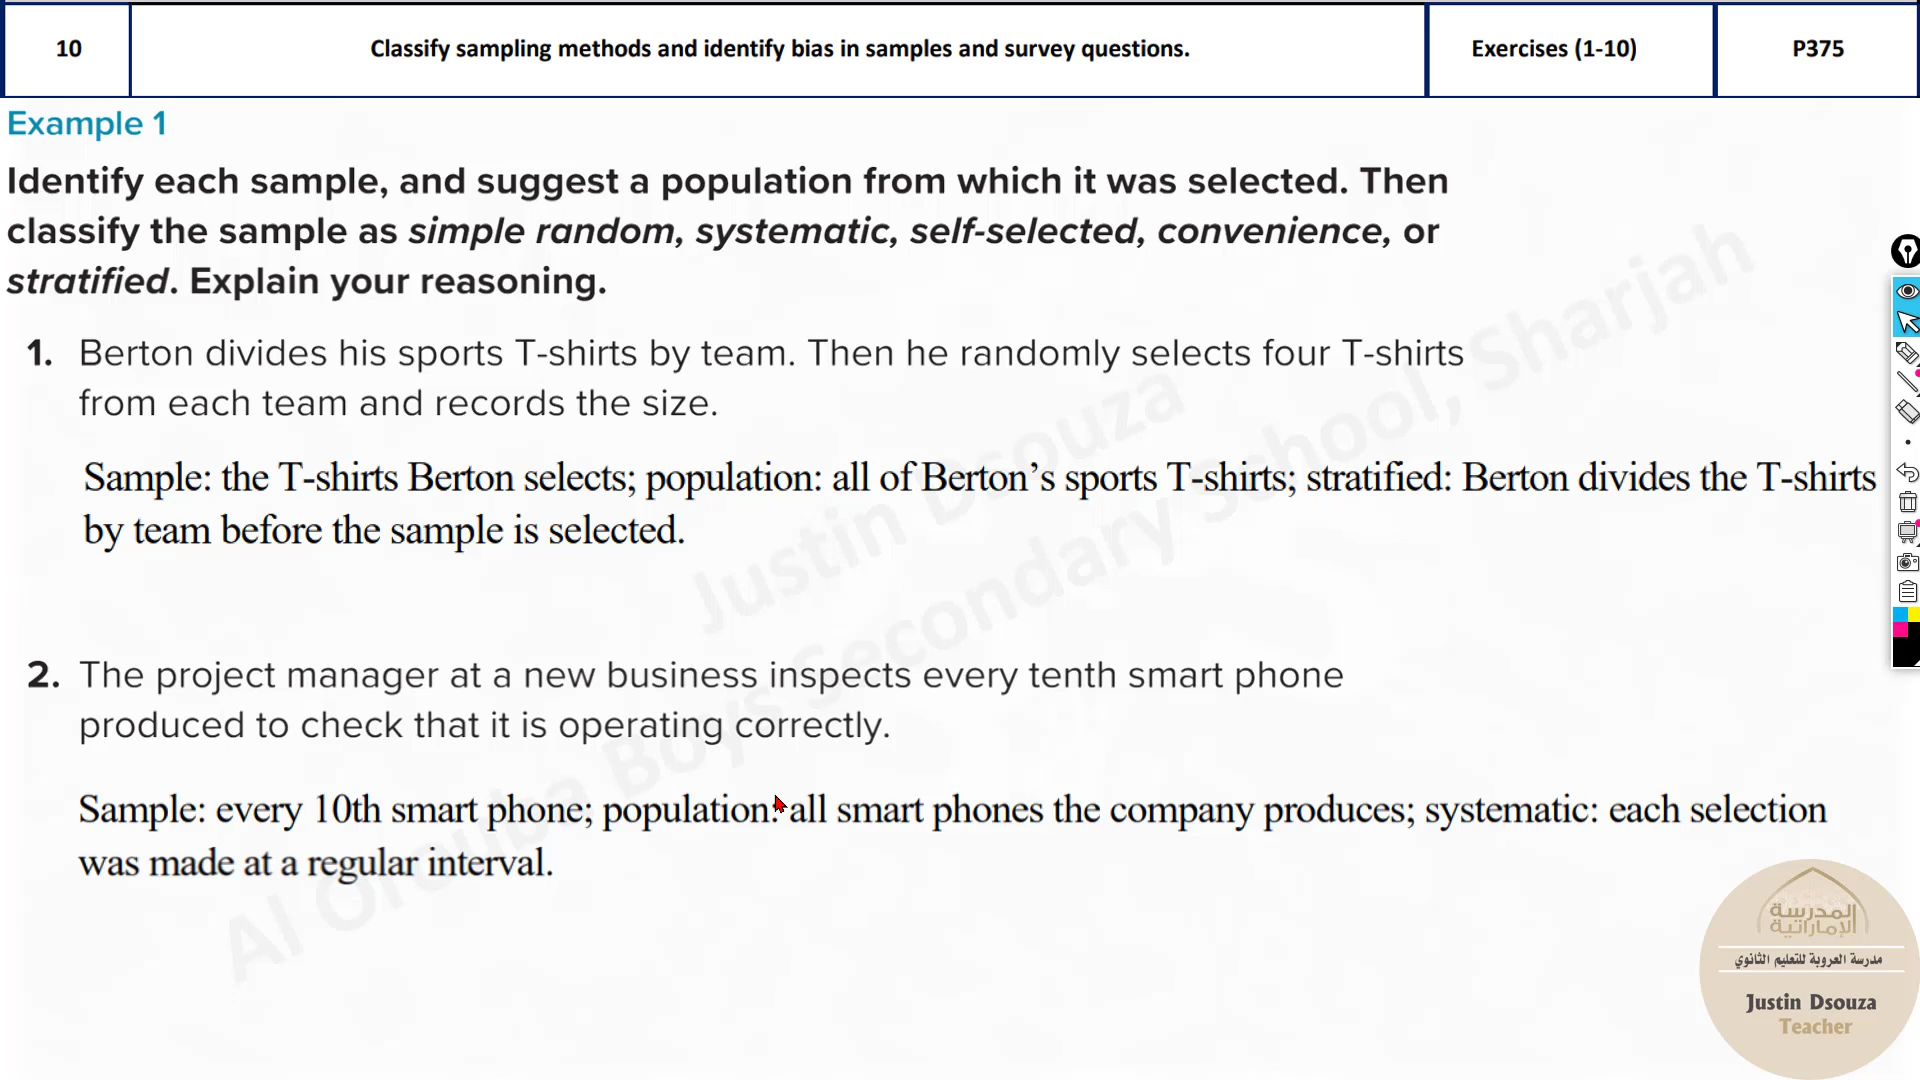 10
Classify sampling methods and identify bias in samples and survey questions.
Exercises (1-10)
P375
Example 1
Identify each sample, and suggest a population from which it was selected. Then
classify the sample as simple random, systematic, self-selected, convenience, or
stratified. Explain your reasoning.
1. Berton divides his sports T-shirts by team. Then he randomly selects four T-shirts
from each team and records the size.
Sample: the T-shirts Berton selects; population: all of Berton’s sports T-shirts; stratified: Berton divides the T-shirts
by team before the sample is selected.
2. The project manager at a new business inspects every tenth smart phone
produced to check that it is operating correctly.
Sample: every 10th smart phone; population: all smart phones the company produces; systematic: each selection
was made at a regular interval.
Justin Dsouza
Al Orouba Boys Secondary School, Sharjah
المدرسة
الإماراتية
مدرسة العروبة للتعليم الثانوي
Justin Dsouza
Teacher